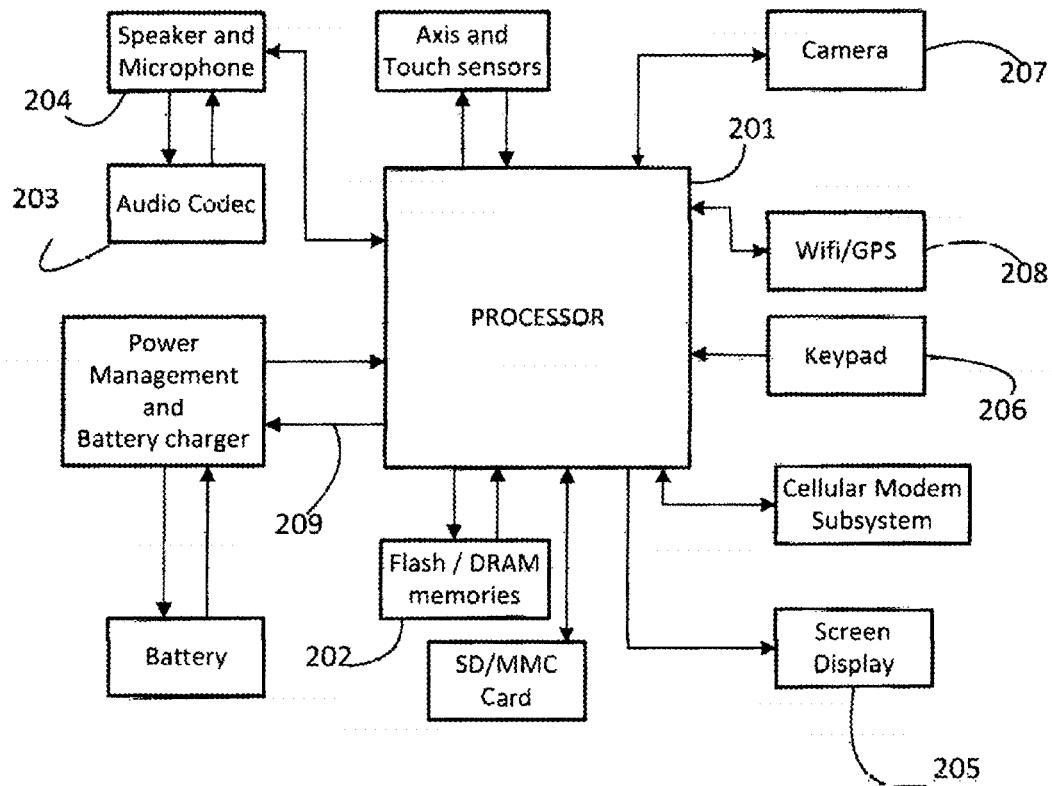 Speaker and
Microphone
204
Axis and
Touch sensors
Camera
207
201
203
Audio Codec
Wifi/GPS
208
PROCESSOR
Power
Management
and
Battery charger
Keypad
206
209
Cellular Modem
Subsystem
Flash / DRAM
memories
202
Battery
SD/MMC
Card
Screen
Display
205